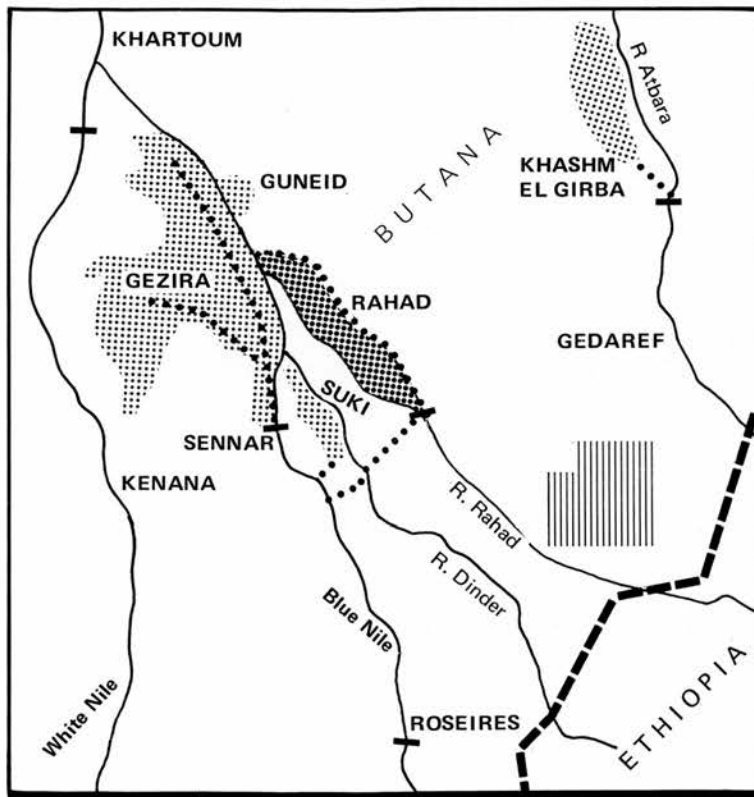 KHARTOUM
R Atbara
BUTANA
GUNEID
KHASHM
EL GIRBA
GEZIRA
RAHAD
GEDAREF
SUKI
SENNAR
KENANA
R. Rahad
R. Dinder
Blue Nile
White Nile
ROSEIRES
ETHIOPIA